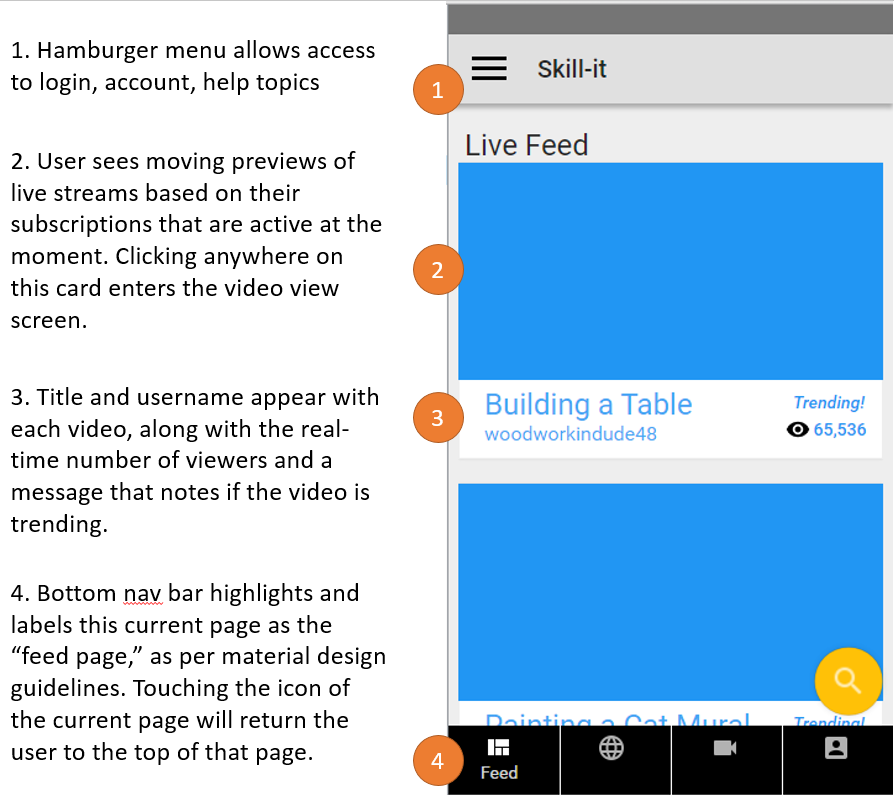 1. Hamburger menu allows access
to login, account, help topics
2. User sees moving previews of
live streams based on their
subscriptions that are active at the
moment. Clicking anywhere on
this card enters the video view
screen.
3. Title and username appear with
each video, along with the real-
time number of viewers and a
message that notes if the video is
trending.
4. Bottom nav bar highlights and
labels this current page as the
“feed page,” as per material design
guidelines. Touching the icon of
the current page will return the
user to the top of that page.
1
Skill-it
Live Feed
2
3
Building a Table
Trending!
woodworkindude48
65,536
Painting a Cat Mural
Trending!
4
Feed